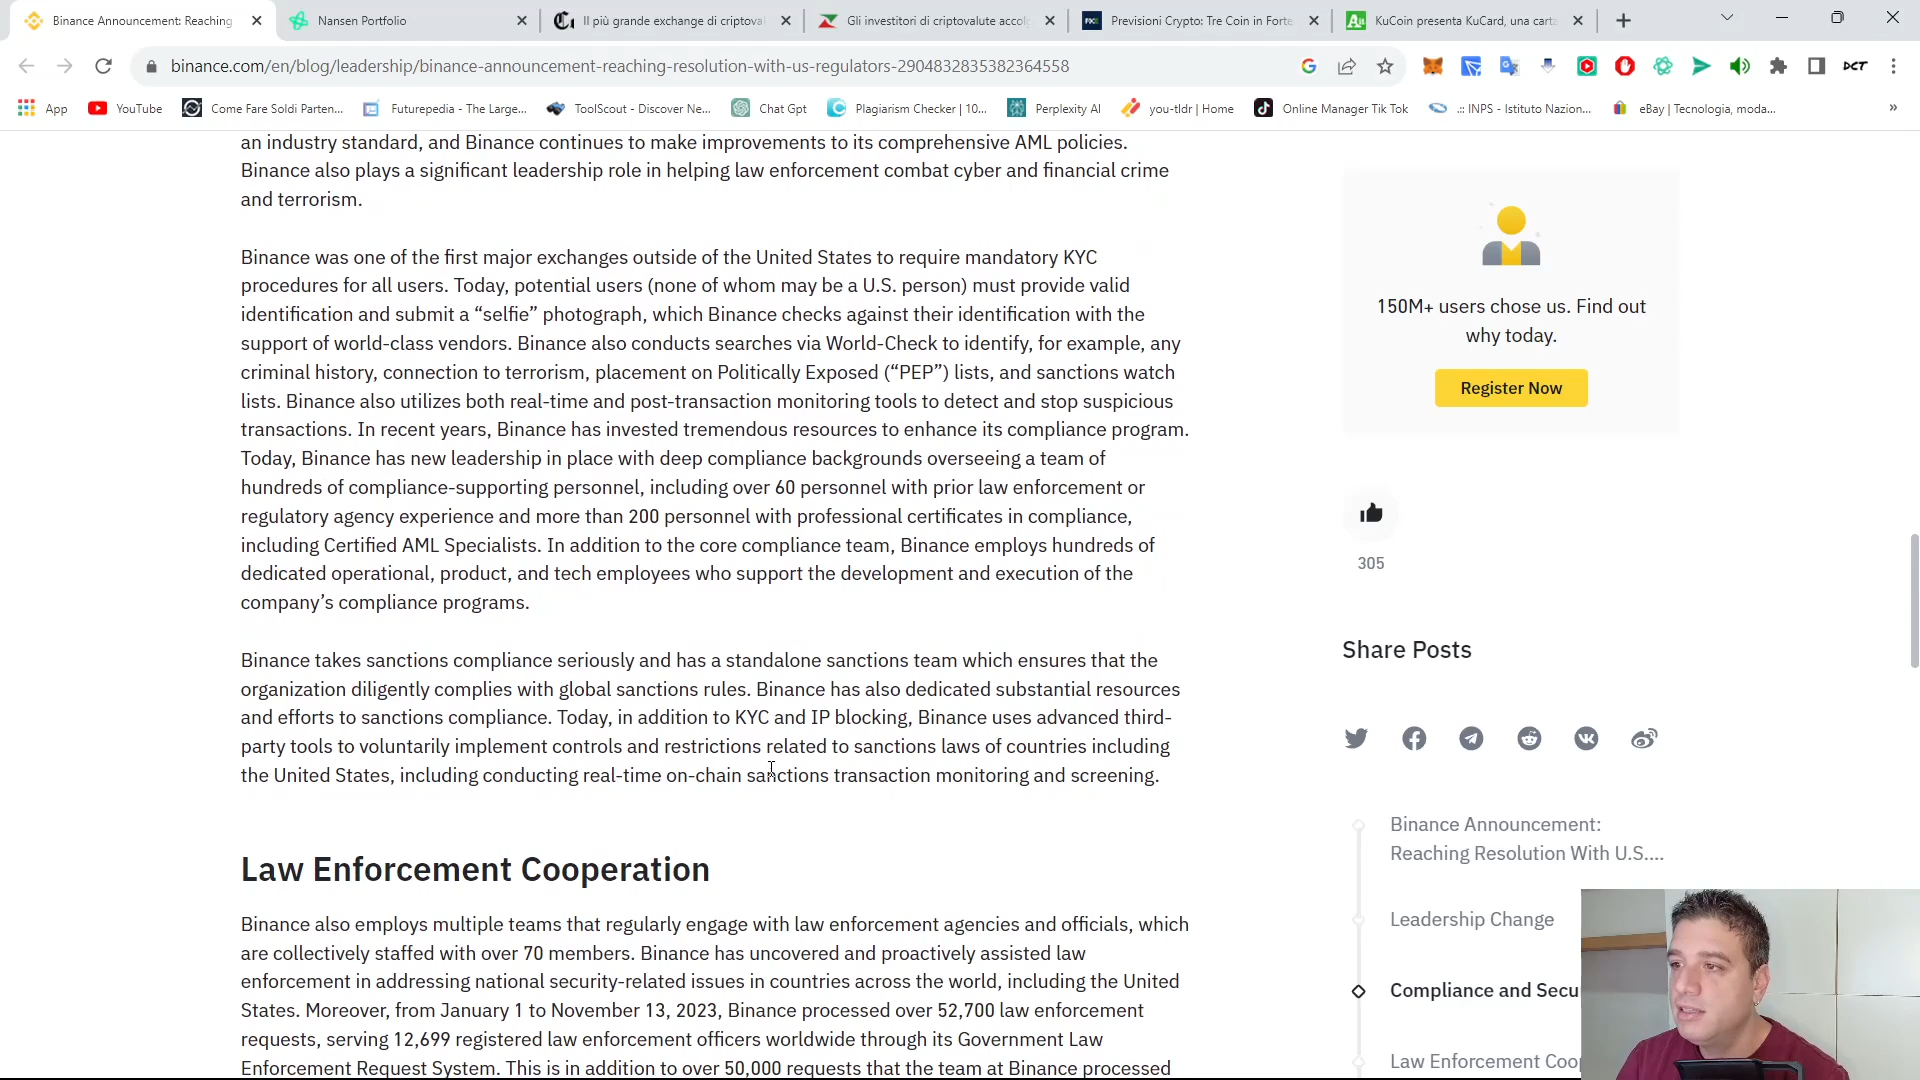 Binance Announcement: Reaching
Nansen Portfolio
Il più grande exchange di criptoval
Gli investitori di criptovalute accol
Previsioni Crypto: Tre Coin in Forte
KuCoin presenta KuCard, una carta
binance.com/en/blog/leadership/binance-announcement-reaching-resolution-with-us-regulators-2904832835382364558
DCT
App
YouTube
Come Fare Soldi Parten...
Futurepedia - The Large...
ToolScout - Discover Ne...
Chat Gpt
Plagiarism Checker | 10...
Perplexity AI
you-tldr | Home
Online Manager Tik Tok
.:: INPS - Istituto Nazion...
eBay | Tecnologia, moda...
»
an industry standard, and Binance continues to make improvements to its comprehensive AML policies.
Binance also plays a significant leadership role in helping law enforcement combat cyber and financial crime
and terrorism.
Binance was one of the first major exchanges outside of the United States to require mandatory KYC
procedures for all users. Today, potential users (none of whom may be a U.S. person) must provide valid
identification and submit a “selfie” photograph, which Binance checks against their identification with the
support of world-class vendors. Binance also conducts searches via World-Check to identify, for example, any
criminal history, connection to terrorism, placement on Politically Exposed (“PEP”) lists, and sanctions watch
lists. Binance also utilizes both real-time and post-transaction monitoring tools to detect and stop suspicious
transactions. In recent years, Binance has invested tremendous resources to enhance its compliance program.
Today, Binance has new leadership in place with deep compliance backgrounds overseeing a team of
hundreds of compliance-supporting personnel, including over 60 personnel with prior law enforcement or
regulatory agency experience and more than 200 personnel with professional certificates in compliance,
including Certified AML Specialists. In addition to the core compliance team, Binance employs hundreds of
dedicated operational, product, and tech employees who support the development and execution of the
company’s compliance programs.
Binance takes sanctions compliance seriously and has a standalone sanctions team which ensures that the
organization diligently complies with global sanctions rules. Binance has also dedicated substantial resources
and efforts to sanctions compliance. Today, in addition to KYC and IP blocking, Binance uses advanced third-
party tools to voluntarily implement controls and restrictions related to sanctions laws of countries including
the United States, including conducting real-time on-chain sanctions transaction monitoring and screening.
Law Enforcement Cooperation
Binance also employs multiple teams that regularly engage with law enforcement agencies and officials, which
are collectively staffed with over 70 members. Binance has uncovered and proactively assisted law
enforcement in addressing national security-related issues in countries across the world, including the United
States. Moreover, from January 1 to November 13, 2023, Binance processed over 52,700 law enforcement
requests, serving 12,699 registered law enforcement officers worldwide through its Government Law
Enforcement Request System. This is in addition to over 50,000 requests that the team at Binance processed
150M+ users chose us. Find out
why today.
Register Now
305
Share Posts
Binance Announcement:
Reaching Resolution With U.S....
Leadership Change
Compliance and Secu
Law Enforcement Coo